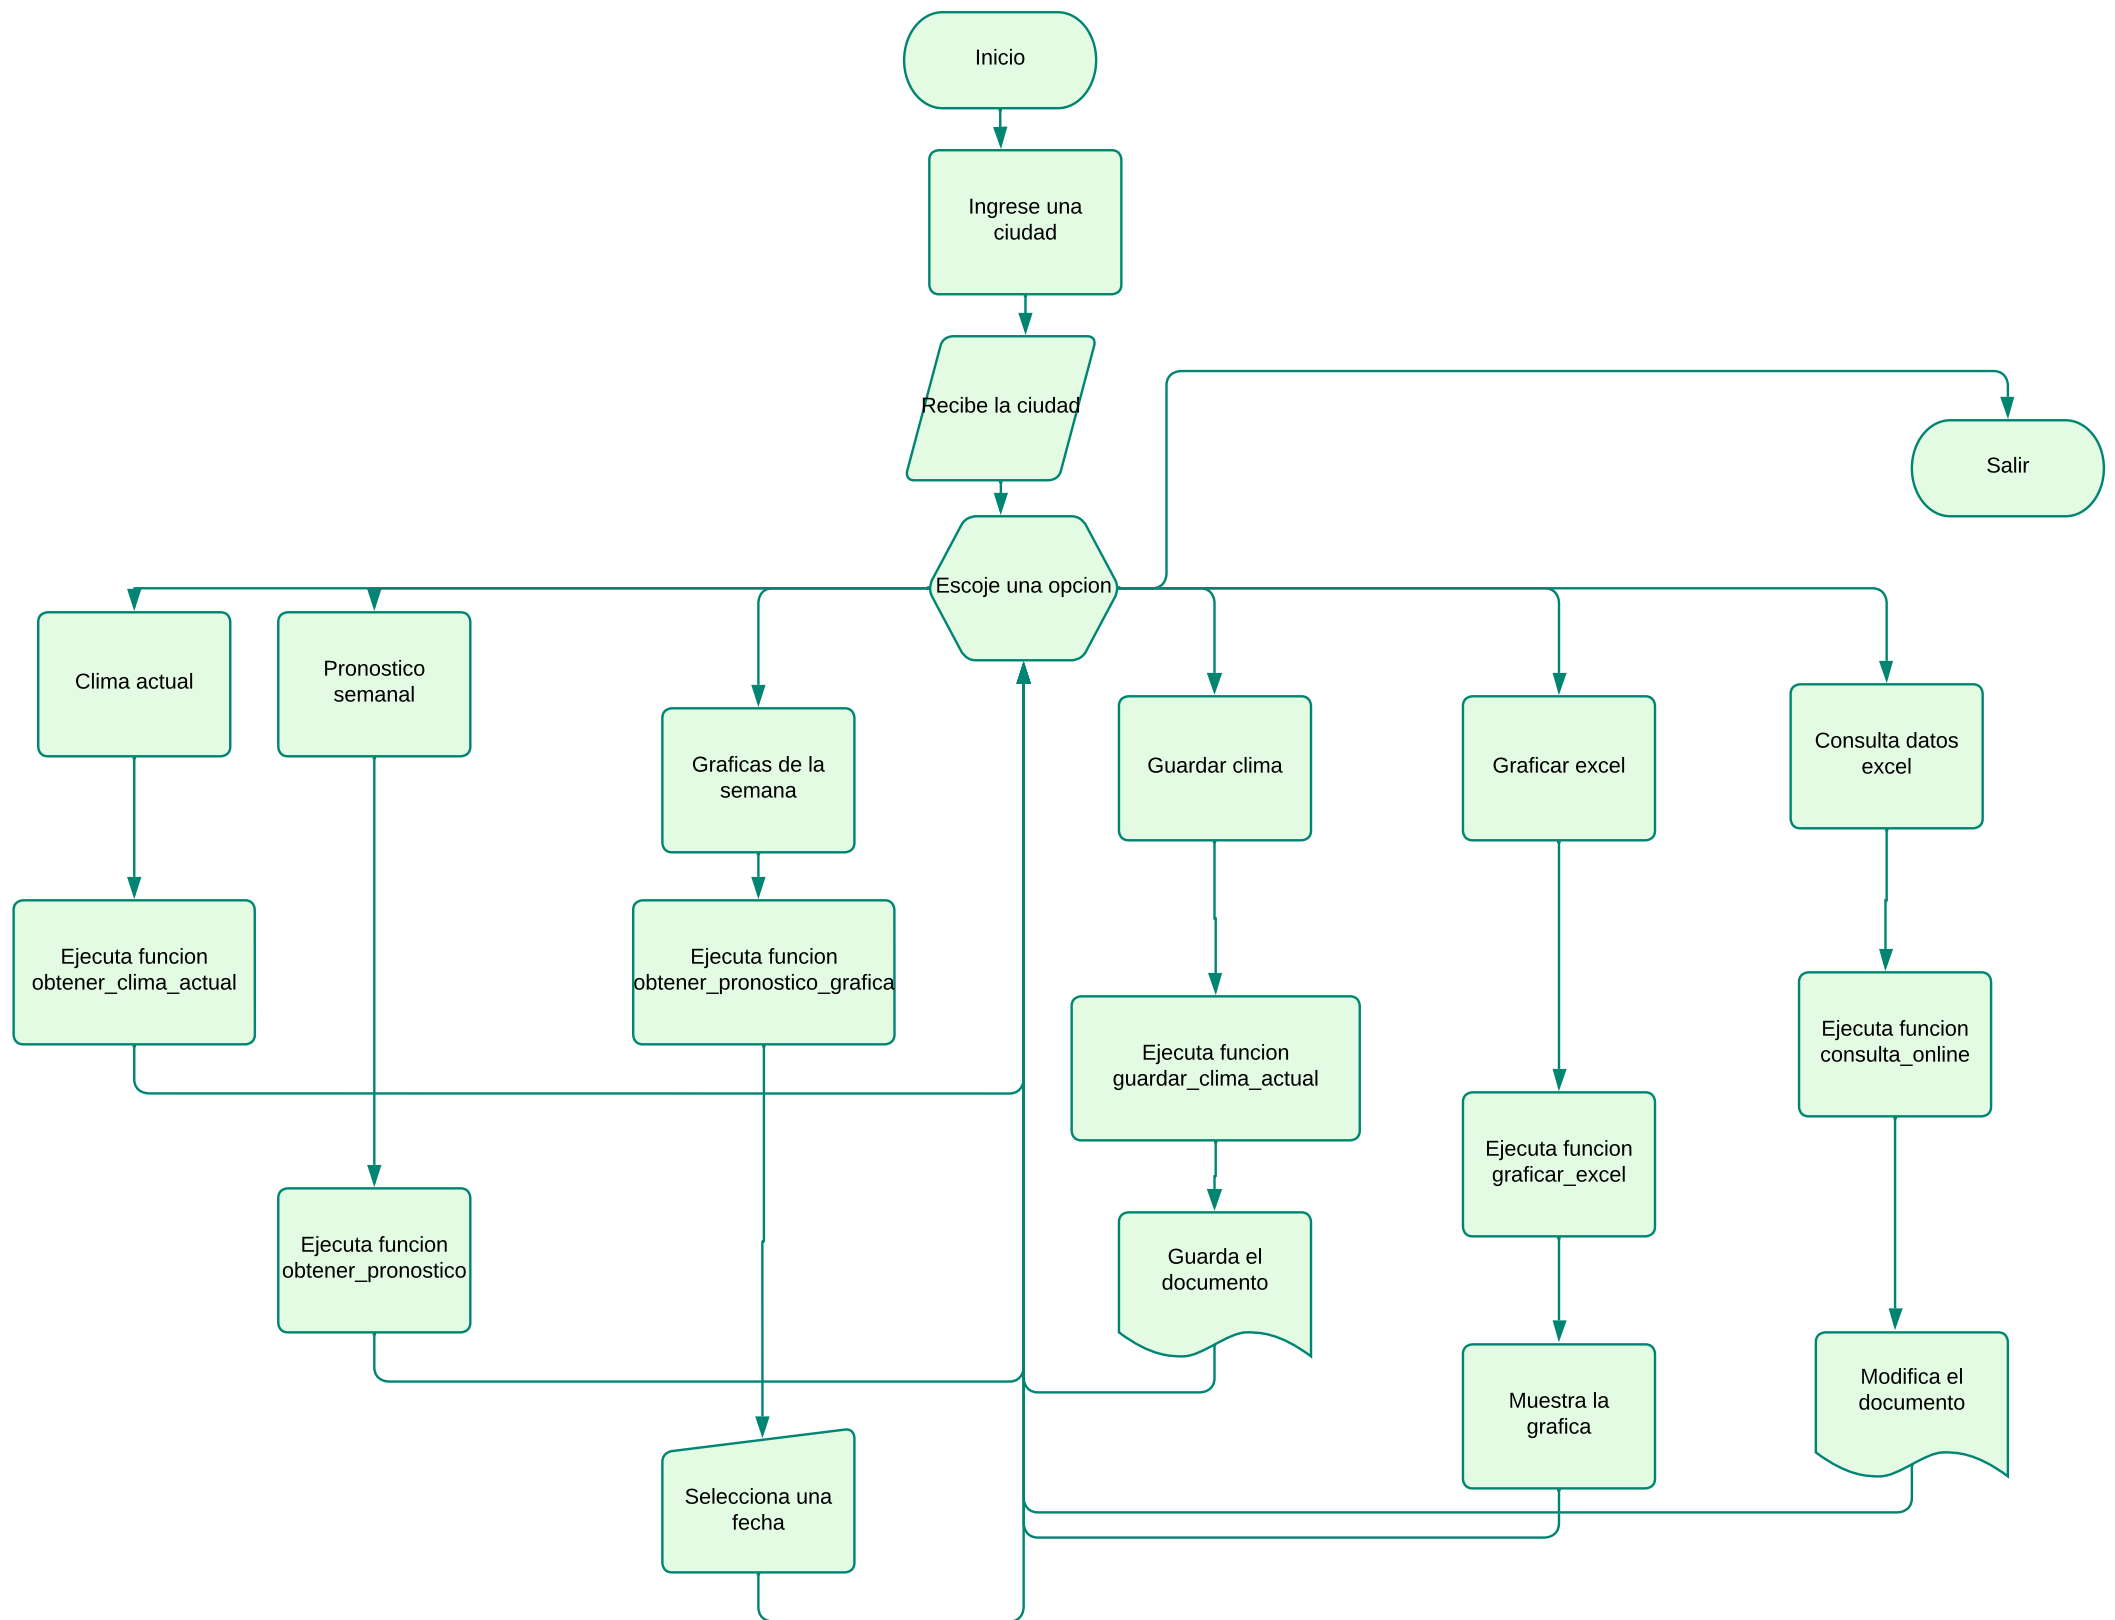 Inicio
Ingrese una
ciudad
Recibe la ciudad
Salir
Escoje una opcion
Clima actual
Pronostico
semanal
Graficas de la
semana
Guardar clima
Graficar excel
Consulta datos
excel
Ejecuta funcion
obtener_clima_actual
Ejecuta funcion
obtener_pronostico_grafica
Ejecuta funcion
guardar_clima_actual
Ejecuta funcion
consulta_online
Ejecuta funcion
graficar_excel
Ejecuta funcion
obtener_pronostico
Guarda el
documento
Muestra la
grafica
Modifica el
documento
Selecciona una
fecha